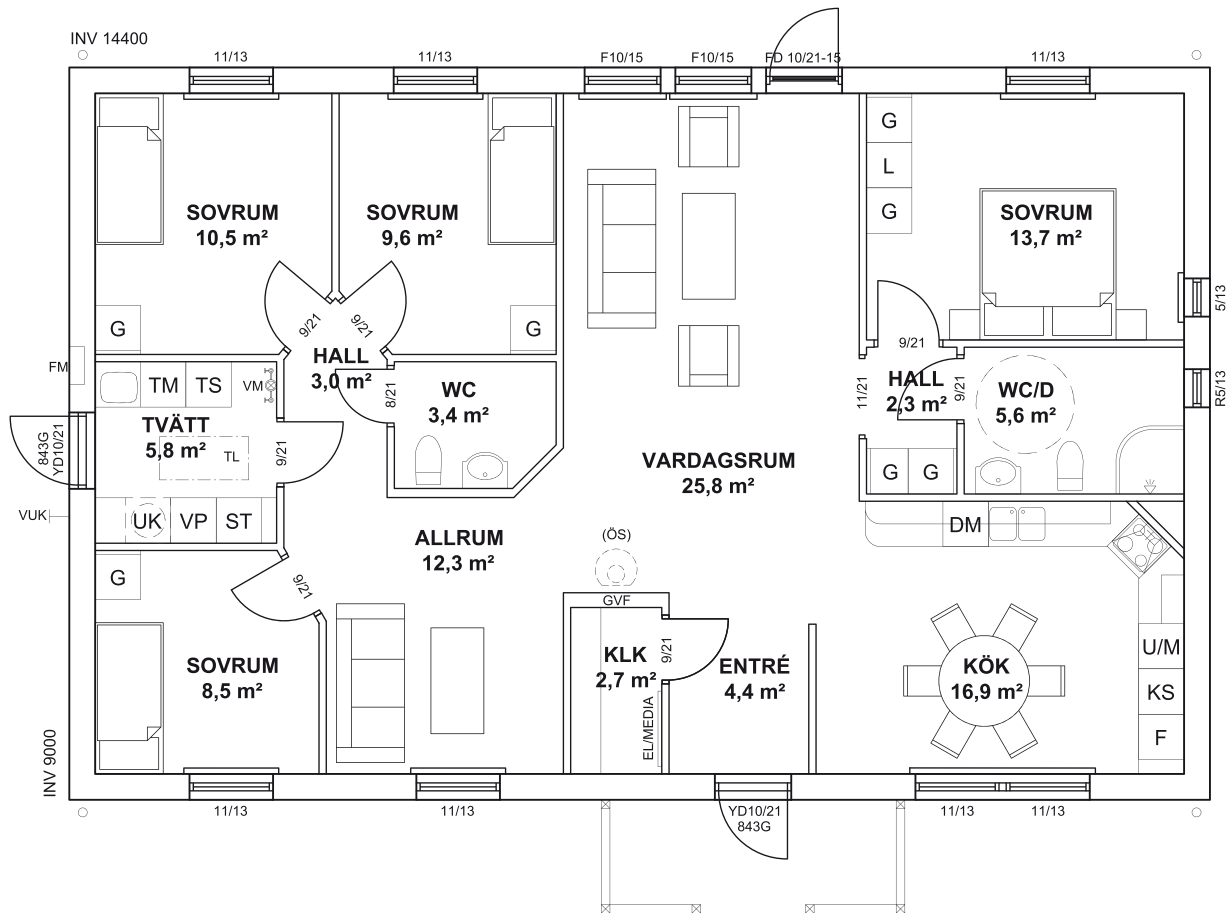 INV 14400
11/13
11/13
F10/15
F10/15
FD 10/21-15
11/13
G
L
G
SOVRUM
10,5 m²
SOVRUM
9,6 m²
SOVRUM
13,7 m²
5/13
G
G
9/21
9/21
9/21
HALL
3,0 m²
FM
TM
TS
VM
8/21
WC
3,4 m²
11/21
HALL
2,3 m²
9/21
WC/D
5,6 m²
R5/13
TVÄTT
5,8 m²
TL
9/21
843G
YD10/21
VARDAGSRUM
25,8 m²
G
G
VUK
UK
VP
ST
ALLRUM
12,3 m²
(ÖS)
DM
G
9/21
GVF
SOVRUM
8,5 m²
KLK
2,7 m²
9/21
ENTRÉ
4,4 m²
KÖK
16,9 m²
U/M
KS
F
EL/MEDIA
INV 9000
11/13
11/13
YD10/21
843G
11/13
11/13